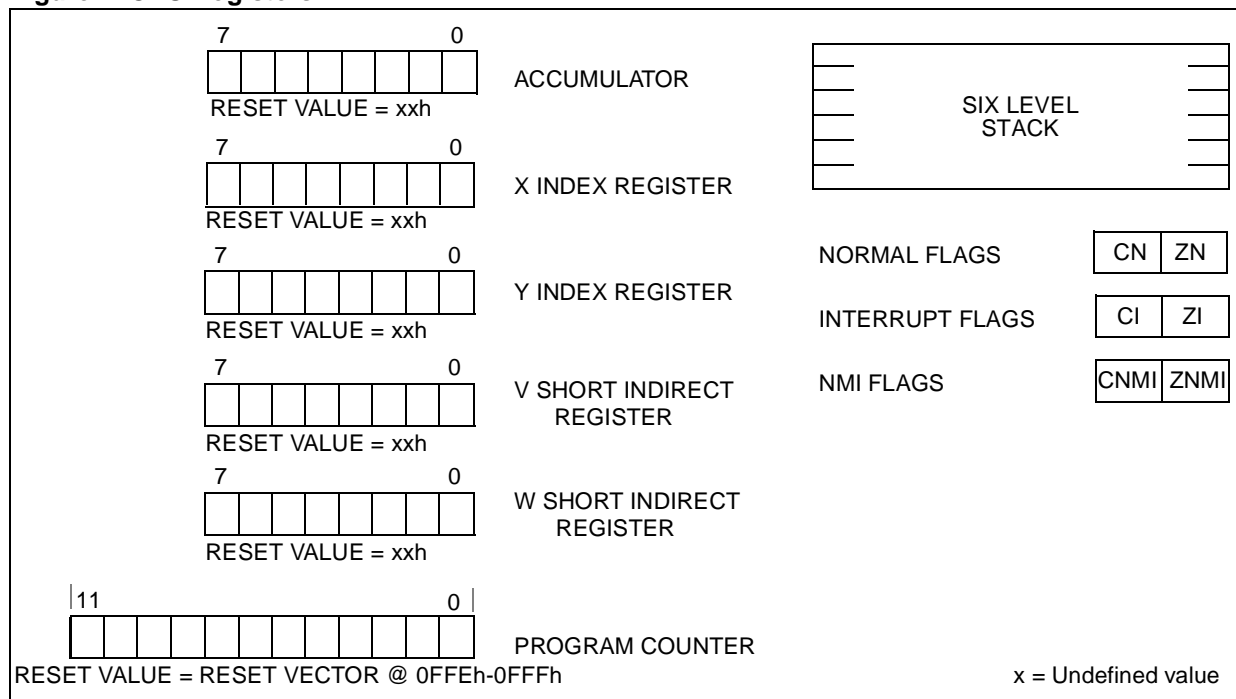 7 0
ACCUMULATOR
RESET VALUE = xxh
7 0
X INDEX REGISTER
RESET VALUE = xxh
7 0
Y INDEX REGISTER
RESET VALUE = xxh
7 0
V SHORT INDIRECT
REGISTER
RESET VALUE = xxh
7 0
W SHORT INDIRECT
REGISTER
RESET VALUE = xxh
11 0
PROGRAM COUNTER
RESET VALUE = RESET VECTOR @ 0FFEh-0FFFh
SIX LEVEL
STACK
NORMAL FLAGS CN ZN
INTERRUPT FLAGS CI ZI
NMI FLAGS CNMI ZNMI
x = Undefined value